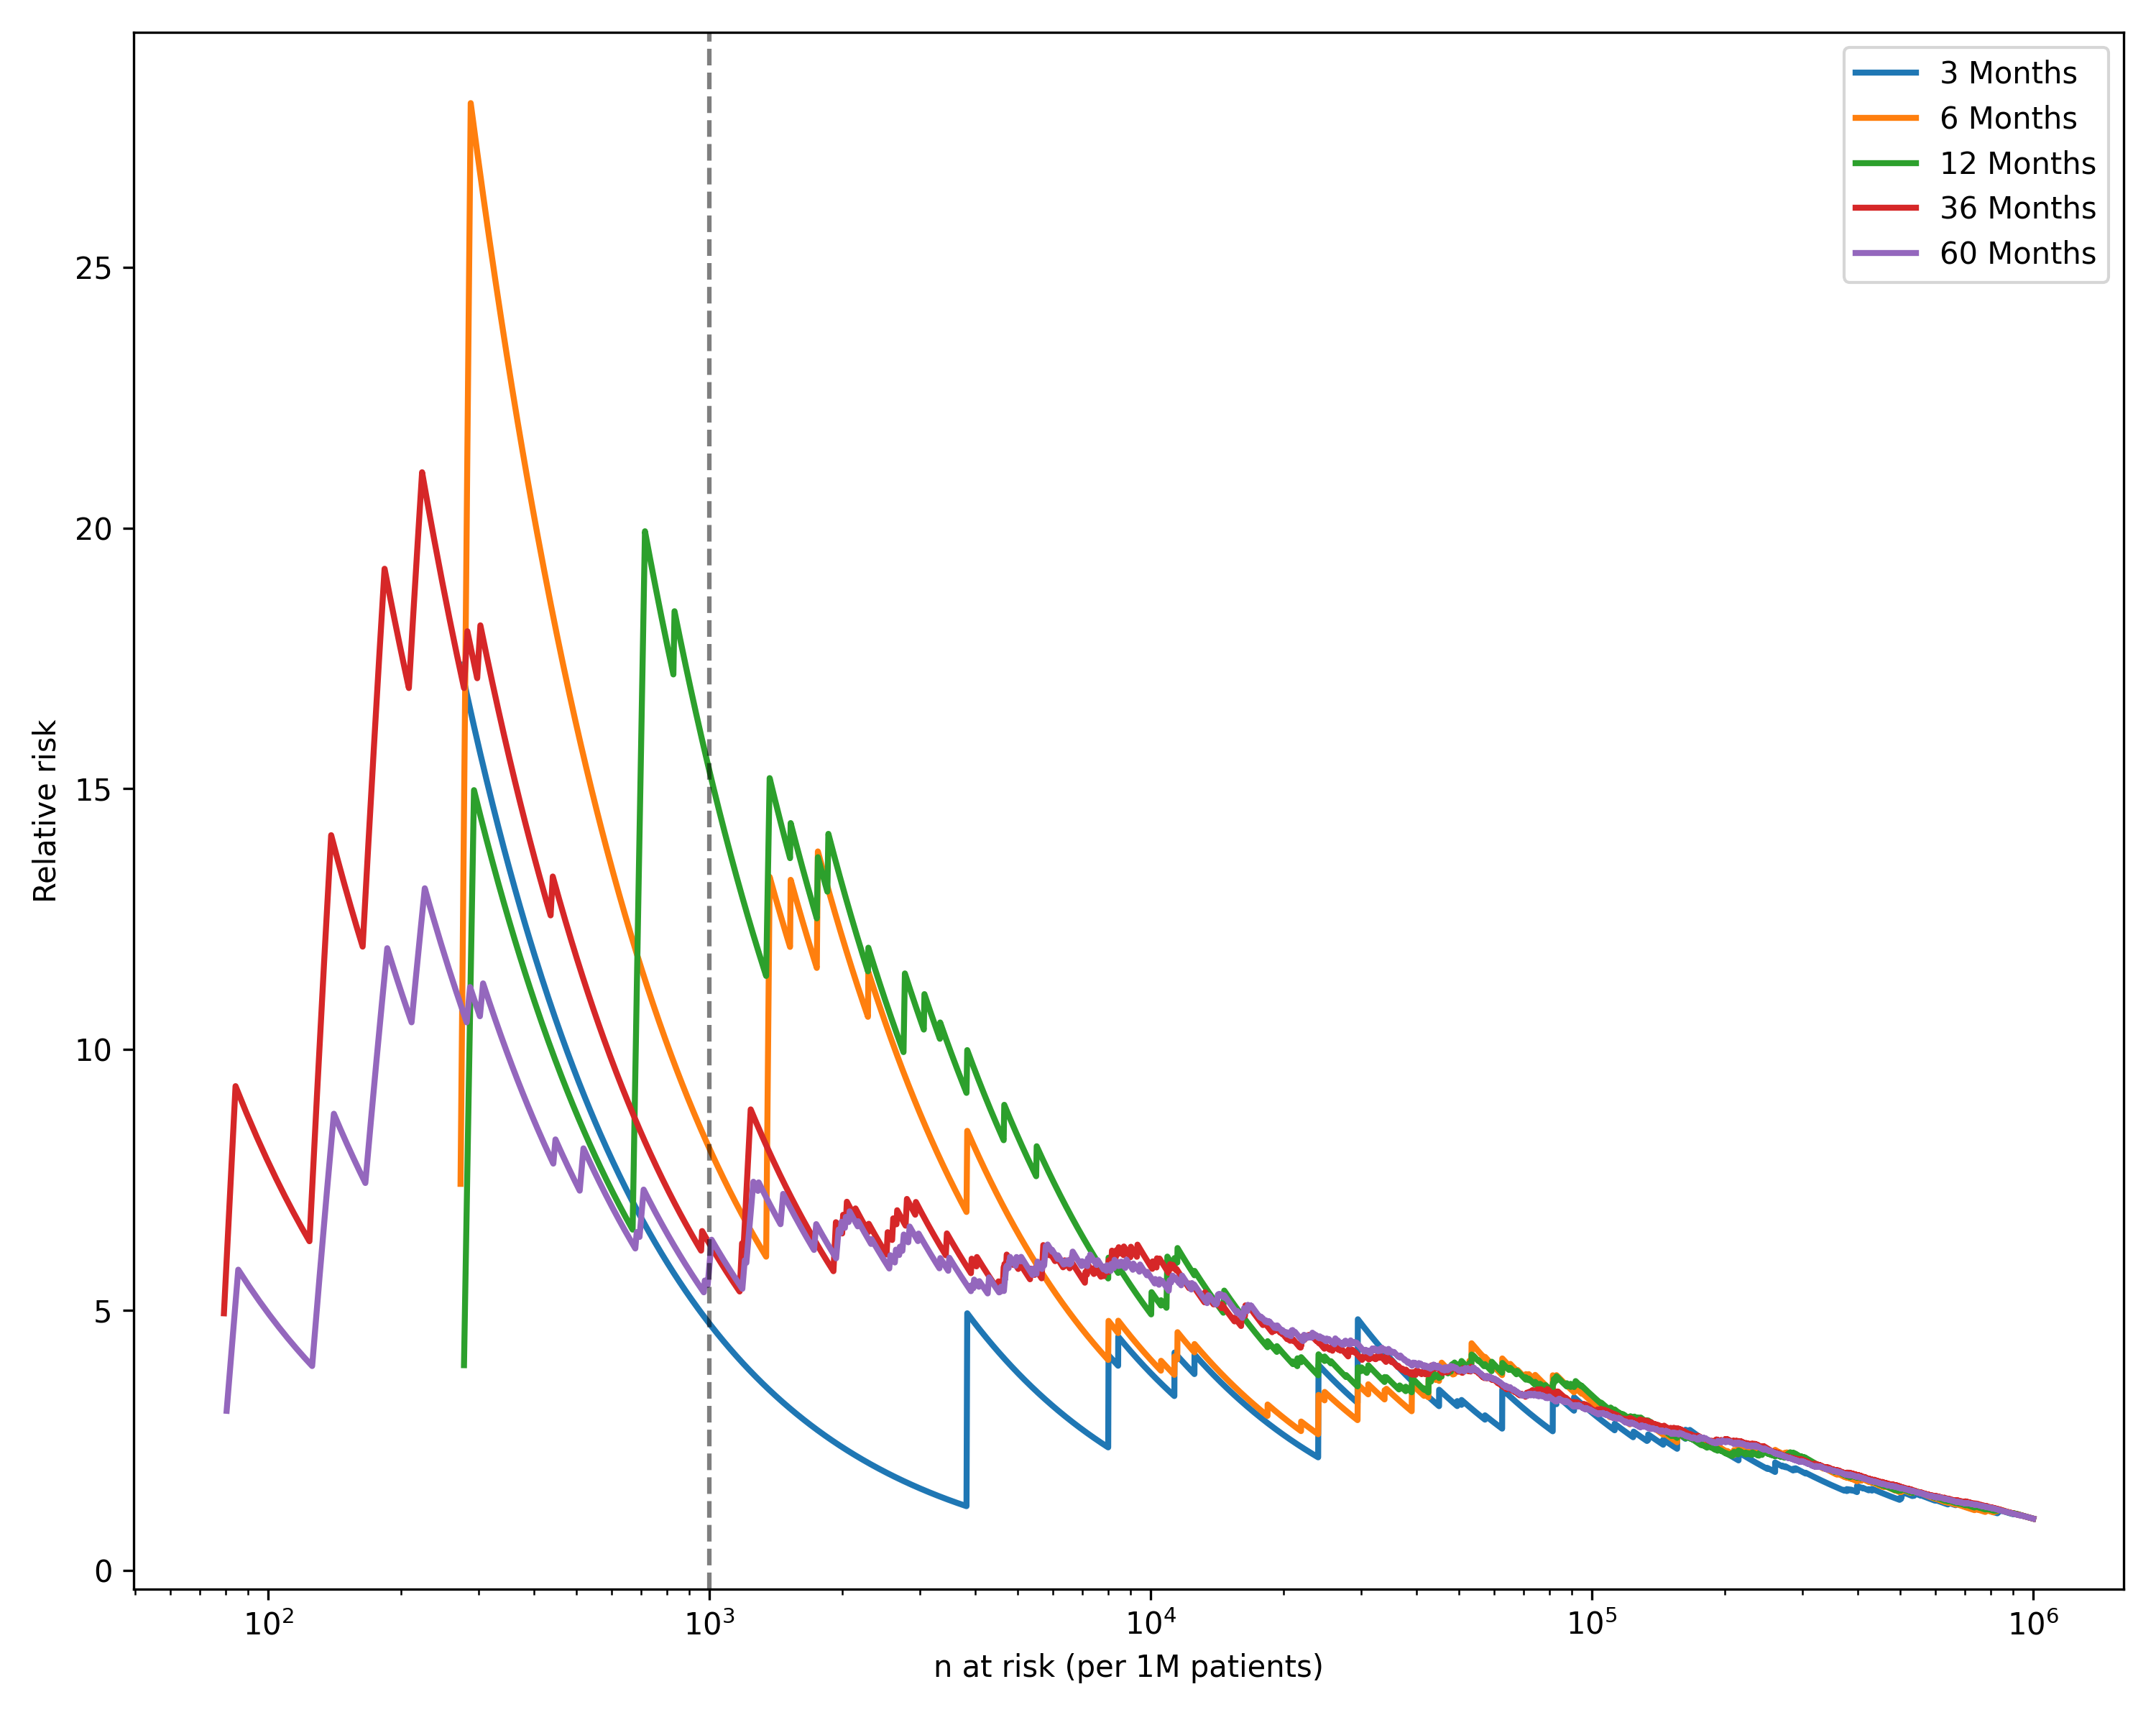 3 Months
6 Months
12 Months
36 Months
60 Months
Relative risk
25
20
15
10
5
0
10² 10³ 10⁴ 10⁵ 10⁶
n at risk (per 1M patients)